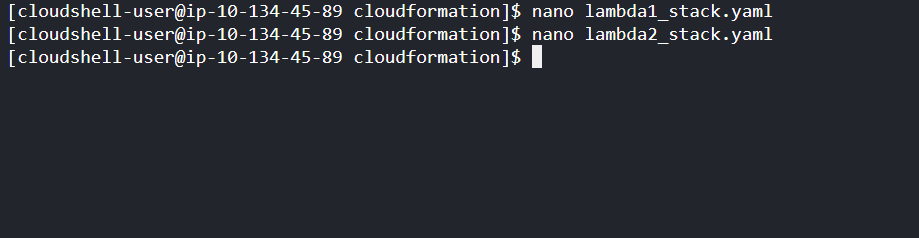 [cloudshell-user@ip-10-134-45-89 cloudformation]$ nano lambda1_stack.yaml
[cloudshell-user@ip-10-134-45-89 cloudformation]$ nano lambda2_stack.yaml
[cloudshell-user@ip-10-134-45-89 cloudformation]$